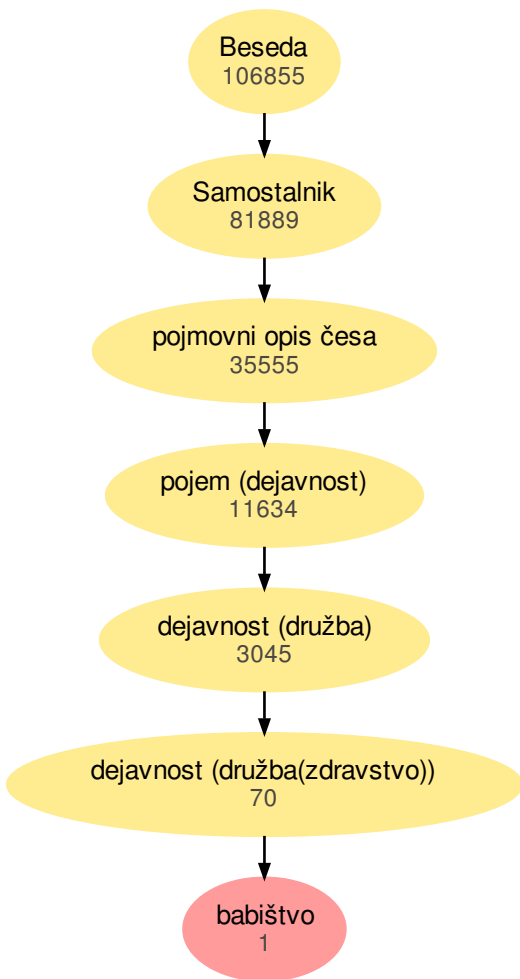 Beseda
106855
Samostalnik
81889
pojmovni opis česa
35555
pojem (dejavnost)
11634
dejavnost (družba)
3045
dejavnost (družba(zdravstvo))
70
babištvo
1